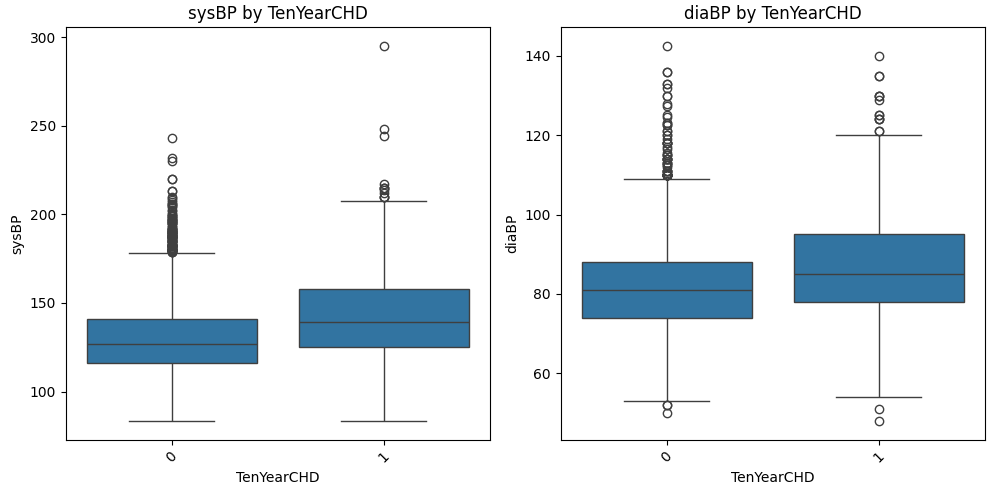 sysBP by TenYearCHD
300
250
200
150
100
sysBP
0
1
TenYearCHD
diaBP by TenYearCHD
140
120
100
80
60
diaBP
0
1
TenYearCHD